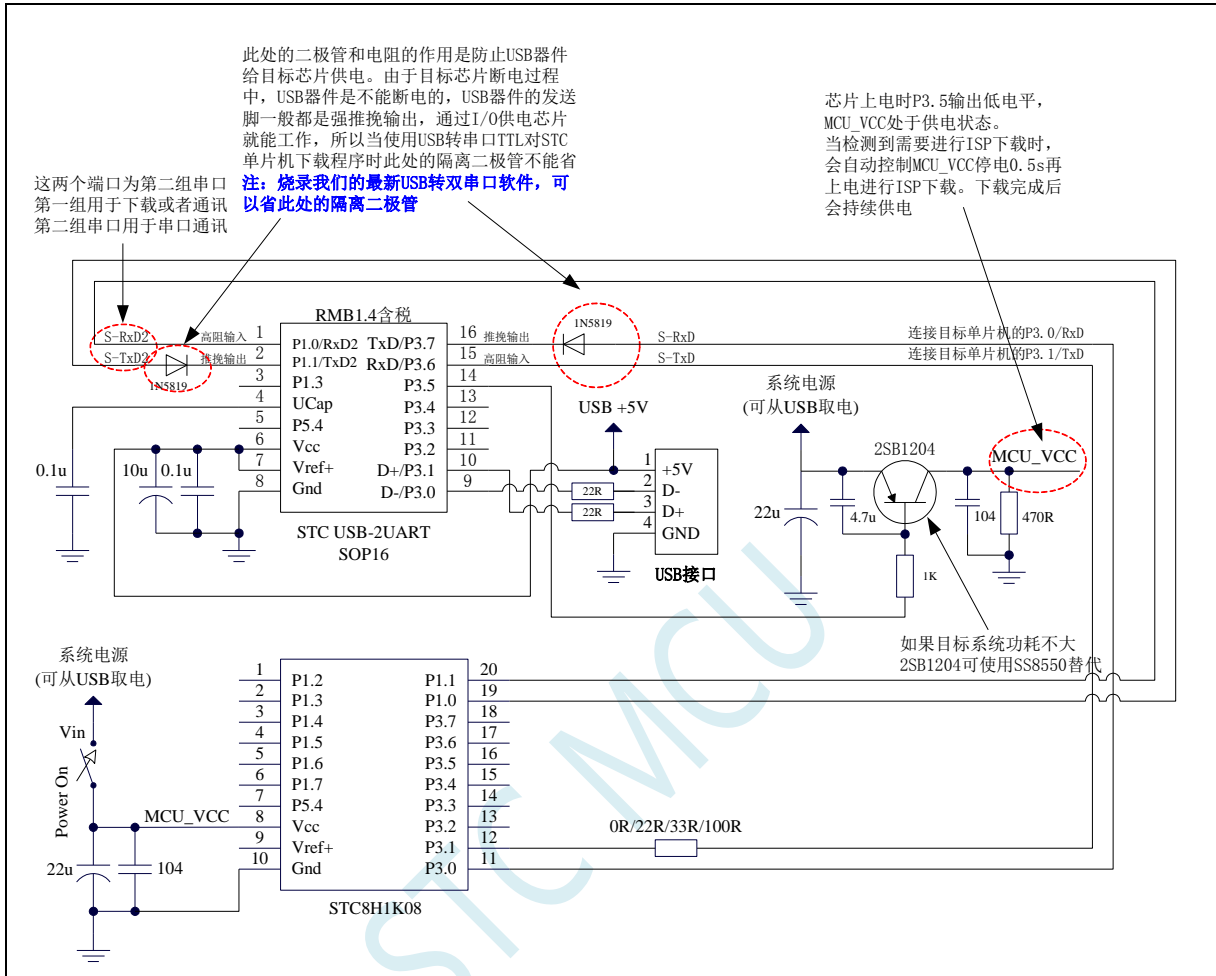 此处的二极管和电阻的作用是防止USB器件
给目标芯片供电。由于目标芯片断电过程
中，USB器件是不能断电的，USB器件的发送
脚一般都是强推挽输出，通过I/O供电芯片
就能工作，所以当使用USB转串口TTL对STC
单片机下载程序时此处的隔离二极管不能省
注：烧录我们的最新USB转双串口软件，可
以省此处的隔离二极管
芯片上电时P3.5输出低电平，
MCU_VCC处于供电状态。
当检测到需要进行ISP下载时，
会自动控制MCU_VCC停电0.5s再
上电进行ISP下载。下载完成后
会持续供电
这两个端口为第二组串口
第一组用于下载或者通讯
第二组串口用于串口通讯
RMB1.4含税
S-RxD2 高阻输入 1 P1.0/RxD2
S-TxD2 推挽输出 2 P1.1/TxD2
1N5819
3 P1.3
4 UCap
5 P5.4
6 Vcc
7 Vref+
8 Gnd
TxD/P3.7 16 推挽输出 1N5819 S-RxD 连接目标单片机的P3.0/RxD
RxD/P3.6 15 高阻输入 S-TxD 连接目标单片机的P3.1/TxD
P3.5 14
P3.4 13
P3.3 12
P3.2 11
D+/P3.1 10
D-/P3.0 9
STC USB-2UART
SOP16
0.1u
10u
0.1u
USB +5V
1 +5V
2 D-
3 D+
4 GND
22R
22R
USB接口
系统电源
(可从USB取电)
2SB1204
MCU_VCC
22u
4.7u
104
470R
1K
如果目标系统功耗不大
2SB1204可使用SS8550替代
系统电源
(可从USB取电)
Vin
Power On
MCU_VCC
22u
104
1 P1.2
2 P1.3
3 P1.4
4 P1.5
5 P1.6
6 P1.7
7 P5.4
8 Vcc
9 Vref+
10 Gnd
P1.1 20
P1.0 19
P3.7 18
P3.6 17
P3.5 16
P3.4 15
P3.3 14
P3.2 13
P3.1 12
P3.0 11
0R/22R/33R/100R
STC8H1K08
STC MCU